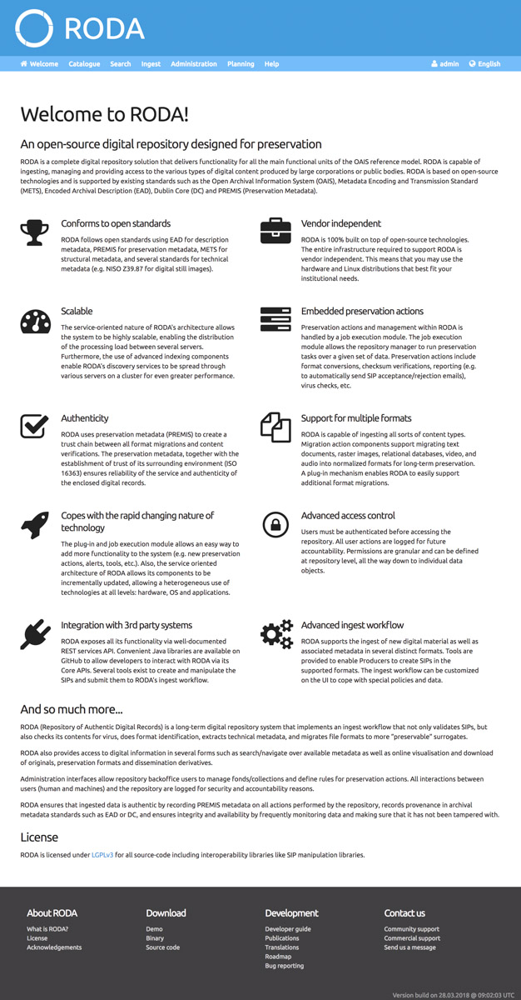 RODA
Welcome Catalogue Search Ingest Administration Planning Help admin English
Welcome to RODA!
An open-source digital repository designed for preservation
RODA is a complete digital repository solution that delivers functionality for all the main functional units of the OAIS reference model. RODA is capable of
ingesting, managing and providing access to the various types of digital content produced by large corporations or public bodies. RODA is based on open-source
technologies and is supported by existing standards such as the Open Archival Information System (OAIS), Metadata Encoding and Transmission Standard
(METS), Encoded Archival Description (EAD), Dublin Core (DC) and PREMIS (Preservation Metadata).
Conforms to open standards
RODA follows open standards using EAD for description
metadata, PREMIS for preservation metadata, METS for
structural metadata, and several standards for technical
metadata (e.g. NISO Z39.87 for digital still images).
Vendor independent
RODA is 100% built on top of open-source technologies.
The entire infrastructure required to support RODA is
vendor independent. This means that you may use the
hardware and Linux distributions that best fit your
institutional needs.
Scalable
The service-oriented nature of RODA's architecture allows
the system to be highly scalable, enabling the distribution
of the processing load between several servers.
Furthermore, the use of advanced indexing components
enable RODA's discovery services to be spread through
various servers on a cluster for even greater performance.
Embedded preservation actions
Preservation actions and management within RODA is
handled by a job execution module. The job execution
module allows the repository manager to run preservation
tasks over a given set of data. Preservation actions include
format conversions, checksum verifications, reporting (e.g.
to automatically send SIP acceptance/rejection emails),
virus checks, etc.
Authenticity
RODA uses preservation metadata (PREMIS) to create a
trust chain between all format migrations and content
verifications. The preservation metadata, together with the
establishment of trust of its surrounding environment (ISO
16363) ensures reliability of the service and authenticity of
the enclosed digital records.
Support for multiple formats
RODA is capable of ingesting all sorts of content types.
Migration action components support migrating text
documents, raster images, relational databases, video, and
audio into normalized formats for long-term preservation.
A plug-in mechanism enables RODA to easily support
additional format migrations.
Copes with the rapid changing nature of
technology
The plug-in and job execution module allows an easy way to
add more functionality to the system (e.g. new preservation
actions, alerts, tools, etc.). Also, the service oriented
architecture of RODA allows its components to be
incrementally updated, allowing a heterogeneous use of
technologies at all levels: hardware, OS and applications.
Advanced access control
Users must be authenticated before accessing the
repository. All user actions are logged for future
accountability. Permissions are granular and can be defined
at repository level, all the way down to individual data
objects.
Integration with 3rd party systems
RODA exposes all its functionality via well-documented
REST services API. Convenient Java libraries are available on
GitHub to allow developers to interact with RODA via its
Core APIs. Several tools exist to create and manipulate the
SIPs and submit them to RODA's ingest workflow.
Advanced ingest workflow
RODA supports the ingest of new digital material as well as
associated metadata in several distinct formats. Tools are
provided to enable Producers to create SIPs in the
supported formats. The ingest workflow can be customized
on the UI to cope with special policies and data.
And so much more...
RODA (Repository of Authentic Digital Records) is a long-term digital repository system that implements an ingest workflow that not only validates SIPs, but
also checks its contents for virus, does format identification, extracts technical metadata, and migrates file formats to more "preservable" surrogates.
RODA also provides access to digital information in several forms such as search/navigate over available metadata as well as online visualisation and download
of originals, preservation formats and dissemination derivatives.
Administration interfaces allow repository backoffice users to manage fonds/collections and define rules for preservation actions. All interactions between
users (human and machines) and the repository are logged for security and accountability reasons.
RODA ensures that ingested data is authentic by recording PREMIS metadata on all actions performed by the repository, records provenance in archival
metadata standards such as EAD or DC, and ensures integrity and availability by frequently monitoring data and making sure that it has not been tampered with.
License
RODA is licensed under LGPLv3 for all source-code including interoperability libraries like SIP manipulation libraries.
About RODA
What is RODA?
License
Acknowledgements
Download
Demo
Binary
Source code
Development
Developer guide
Publications
Translations
Roadmap
Bug reporting
Contact us
Community support
Commercial support
Send us a message
Version build on 28.03.2018 @ 09:02:03 UTC